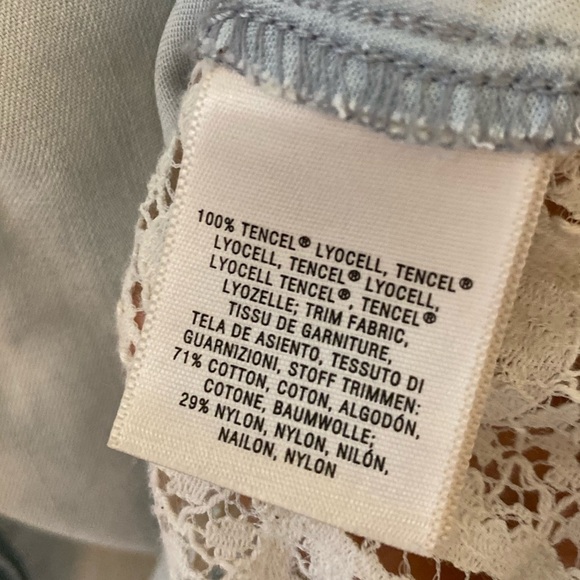 100% TENCEL® LYOCELL, TENCEL®
LYOCELL, TENCEL® LYOCELL,
LYOCELL TENCEL®, TENCEL®
LYOZELLE; TRIM FABRIC,
TISSU DE GARNITURE,
TELA DE ASIENTO, TESSUTO DI
GUARNIZIONI, STOFF TRIMMEN:
71% COTTON, COTON, ALGODÓN,
COTONE, BAUMWOLLE;
29% NYLON, NYLON, NILÓN,
NAILON, NYLON